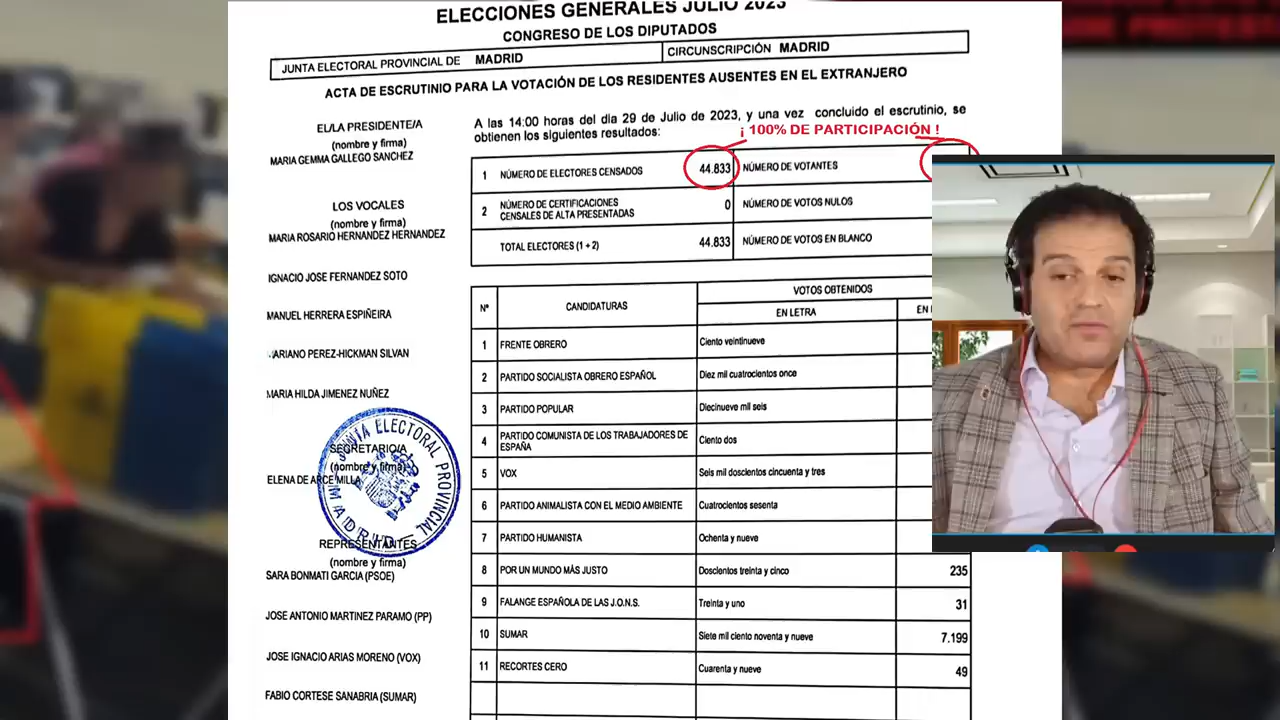 ELECCIONES GENERALES JULIO 2023
CONGRESO DE LOS DIPUTADOS
JUNTA ELECTORAL PROVINCIAL DE MADRID
CIRCUNSCRIPCIÓN MADRID
ACTA DE ESCRUTINIO PARA LA VOTACIÓN DE LOS RESIDENTES AUSENTES EN EL EXTRANJERO
EL/LA PRESIDENTE/A
(nombre y firma)
MARIA GEMMA GALLEGO SANCHEZ
LOS VOCALES
(nombre y firma)
MARIA ROSARIO HERNANDEZ HERNANDEZ
IGNACIO JOSE FERNANDEZ SOTO
MANUEL HERRERA ESPIÑEIRA
MARIANO PEREZ-HICKMAN SILVAN
MARIA HILDA JIMENEZ NUÑEZ
SECRETARIO/A
(nombre y firma)
ELENA DE ARCE MILLA
JUNTA ELECTORAL PROVINCIAL
MADRID
REPRESENTANTES
(nombre y firma)
SARA BONMATI GARCIA (PSOE)
JOSE ANTONIO MARTINEZ PARAMO (PP)
JOSE IGNACIO ARIAS MORENO (VOX)
FABIO CORTESE SANABRIA (SUMAR)
A las 14:00 horas del día 29 de Julio de 2023, y una vez concluido el escrutinio, se
obtienen los siguientes resultados:
¡ 100% DE PARTICIPACIÓN !
1 NÚMERO DE ELECTORES CENSADOS 44.833 NÚMERO DE VOTANTES
2 NÚMERO DE CERTIFICACIONES
CENSALES DE ALTA PRESENTADAS 0 NÚMERO DE VOTOS NULOS
TOTAL ELECTORES (1 + 2) 44.833 NÚMERO DE VOTOS EN BLANCO
Nº CANDIDATURAS VOTOS OBTENIDOS
EN LETRA EN
1 FRENTE OBRERO Ciento veintinueve
2 PARTIDO SOCIALISTA OBRERO ESPAÑOL Diez mil cuatrocientos once
3 PARTIDO POPULAR Diecinueve mil seis
4 PARTIDO COMUNISTA DE LOS TRABAJADORES DE
ESPAÑA Ciento dos
5 VOX Seis mil doscientos cincuenta y tres
6 PARTIDO ANIMALISTA CON EL MEDIO AMBIENTE Cuatrocientos sesenta
7 PARTIDO HUMANISTA Ochenta y nueve
8 POR UN MUNDO MÁS JUSTO Doscientos treinta y cinco 235
9 FALANGE ESPAÑOLA DE LAS J.O.N.S. Treinta y uno 31
10 SUMAR Siete mil ciento noventa y nueve 7.199
11 RECORTES CERO Cuarenta y nueve 49